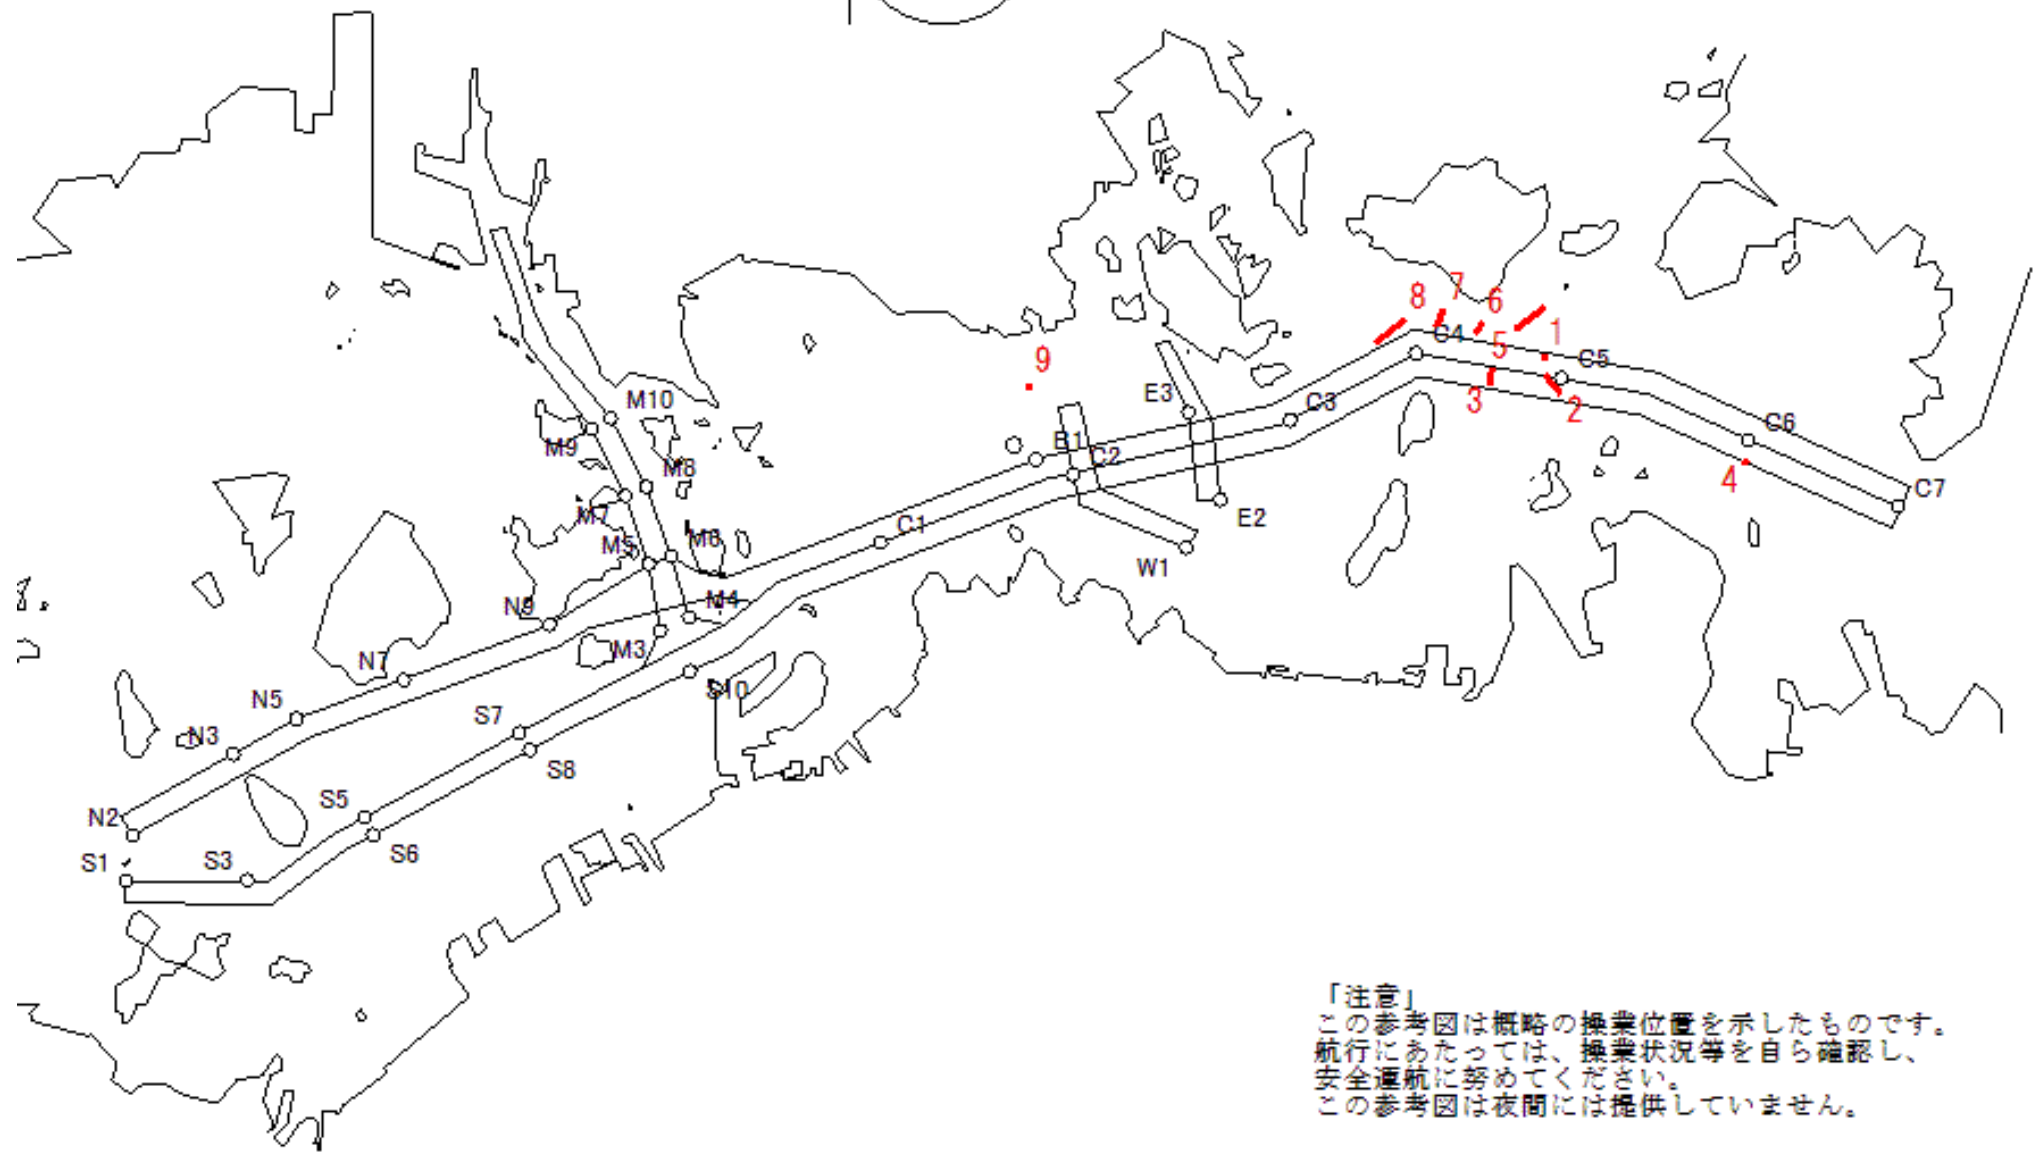 8
7
6
1
5
C4
C5
9
3
2
E3
C3
M10
M9
B1
C6
M8
C2
4
C7
M7
E2
C1
M5
M6
W1
N9
M4
M3
N7
S10
N5
S7
N3
S8
S5
N2
S6
S1
S3
「注意」
この参考図は概略の操業位置を示したものです。
航行にあたっては、操業状況等を自ら確認し、
安全運航に努めてください。
この参考図は夜間には提供していません。